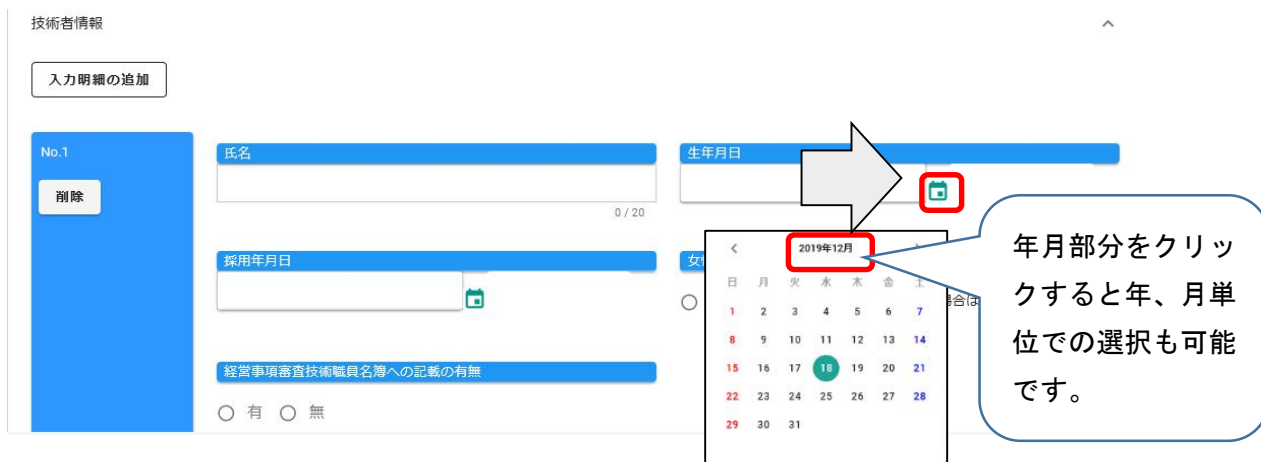 技術者情報
入力明細の追加
No.1
削除
氏名
0 / 20
生年月日
採用年月日
経営事項審査技術職員名簿への記載の有無
有 無
2019年12月
日 月 火 水 木 金 土
1 2 3 4 5 6 7
8 9 10 11 12 13 14
15 16 17 18 19 20 21
22 23 24 25 26 27 28
29 30 31
年月部分をクリッ
クすると年、月単
位での選択も可能
です。